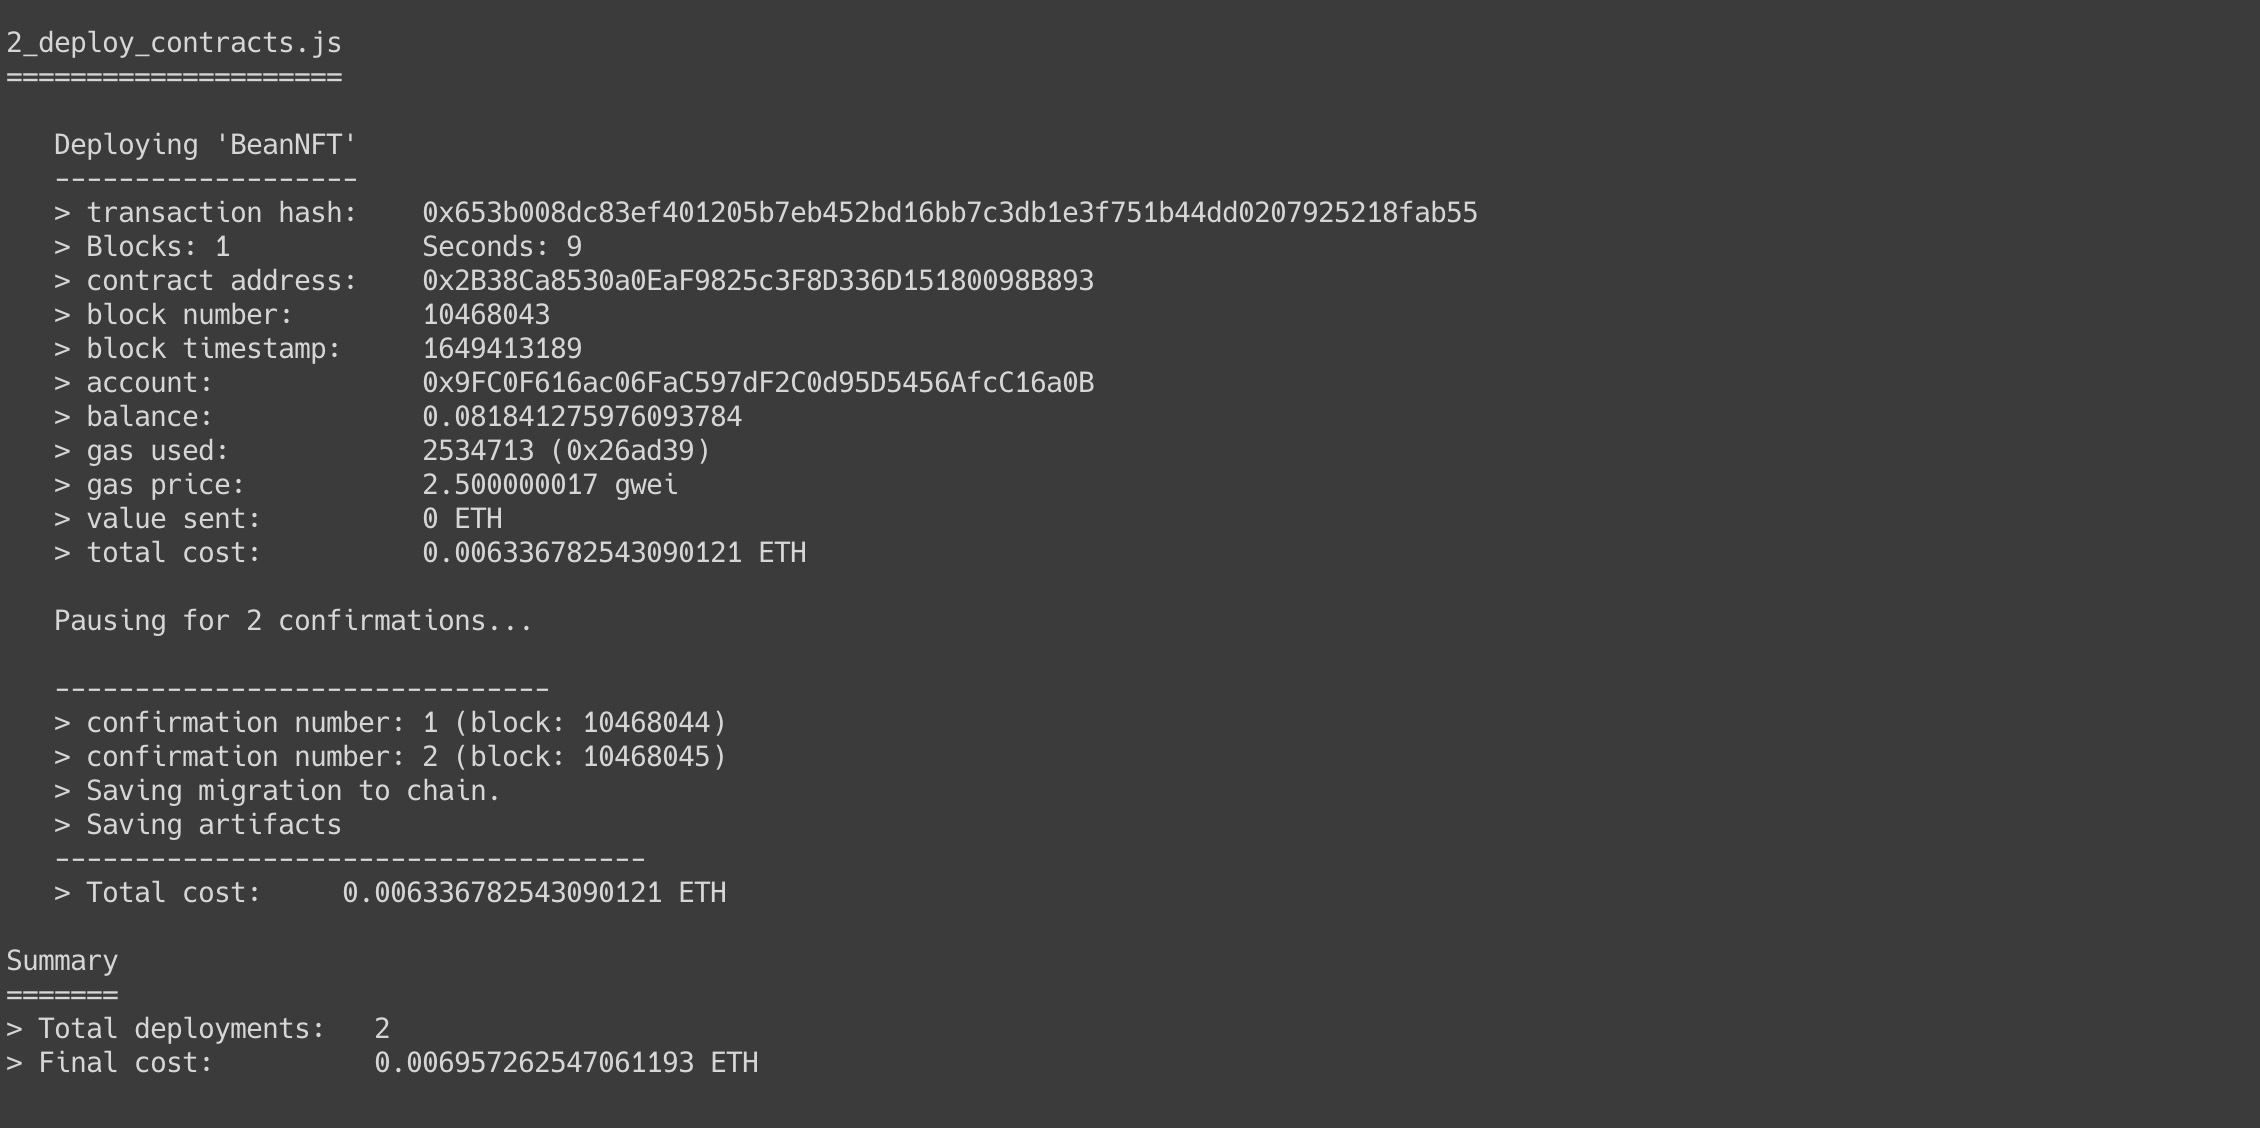 2_deploy_contracts.js
=====================
Deploying 'BeanNFT'
-------------------
> transaction hash:    0x653b008dc83ef401205b7eb452bd16bb7c3db1e3f751b44dd0207925218fab55
> Blocks: 1            Seconds: 9
> contract address:    0x2B38Ca8530a0EaF9825c3F8D336D15180098B893
> block number:        10468043
> block timestamp:     1649413189
> account:             0x9FC0F616ac06FaC597dF2C0d95D5456AfcC16a0B
> balance:             0.081841275976093784
> gas used:            2534713 (0x26ad39)
> gas price:           2.500000017 gwei
> value sent:          0 ETH
> total cost:          0.006336782543090121 ETH
Pausing for 2 confirmations...
-------------------------------
> confirmation number: 1 (block: 10468044)
> confirmation number: 2 (block: 10468045)
> Saving migration to chain.
> Saving artifacts
-------------------------------------
> Total cost:     0.006336782543090121 ETH
Summary
=======
> Total deployments:   2
> Final cost:          0.006957262547061193 ETH